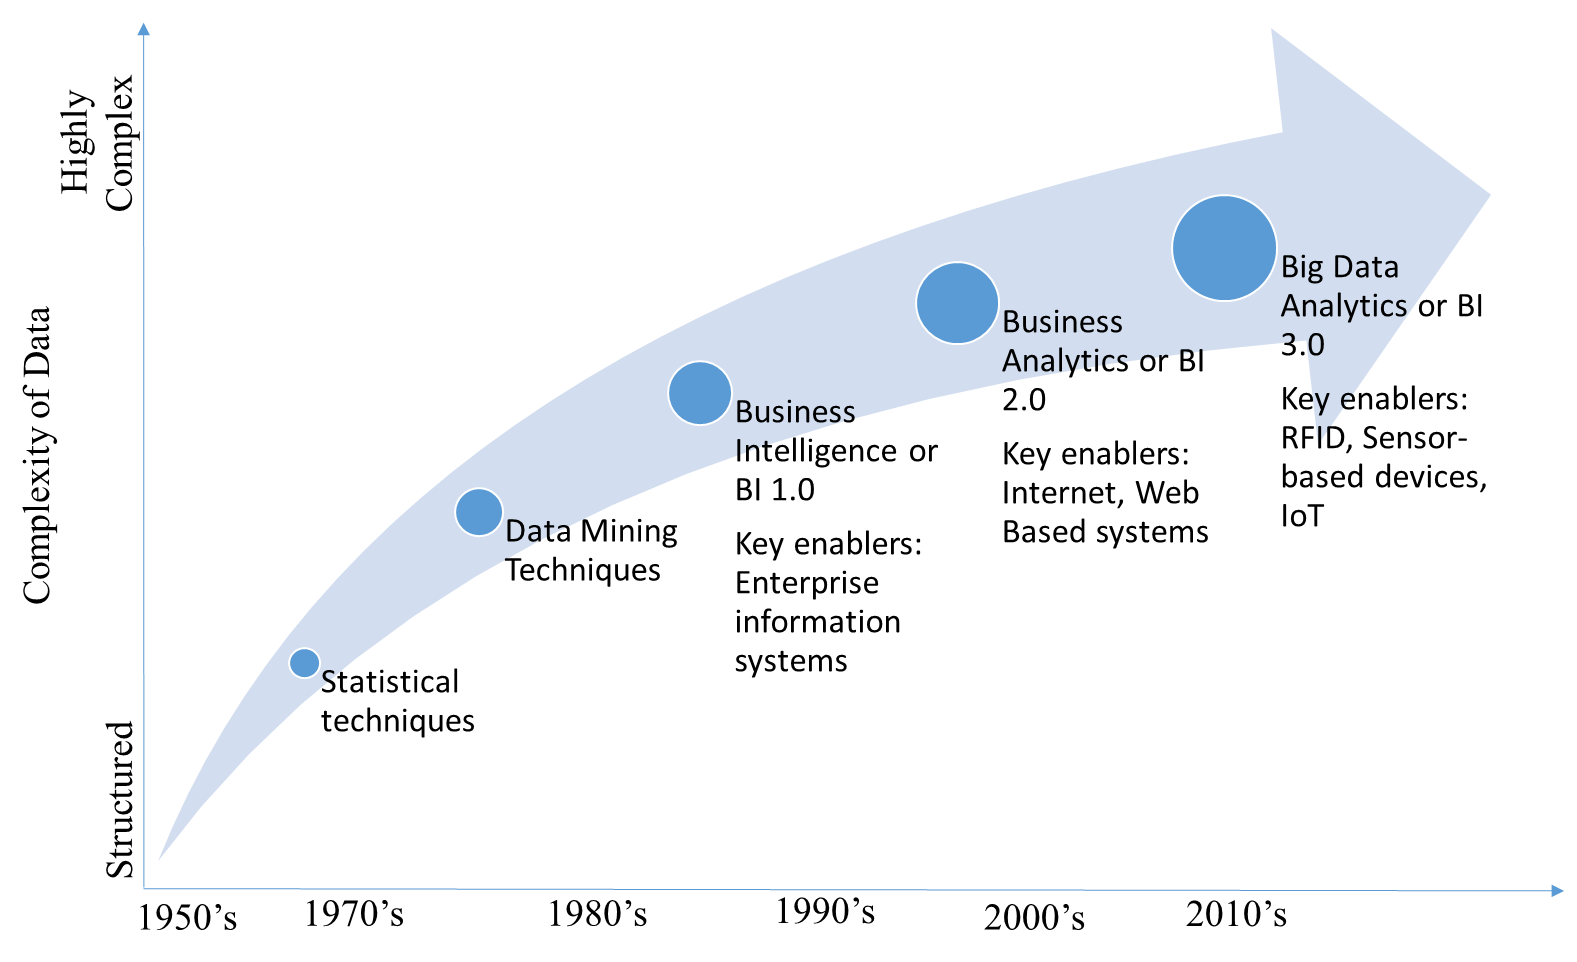 Highly
Complex
Complexity of Data
Structured
Statistical
techniques
Data Mining
Techniques
Business
Intelligence or
BI 1.0
Key enablers:
Enterprise
information
systems
Business
Analytics or BI
2.0
Key enablers:
Internet, Web
Based systems
Big Data
Analytics or BI
3.0
Key enablers:
RFID, Sensor-
based devices,
IoT
1950’s
1970’s
1980’s
1990’s
2000’s
2010’s